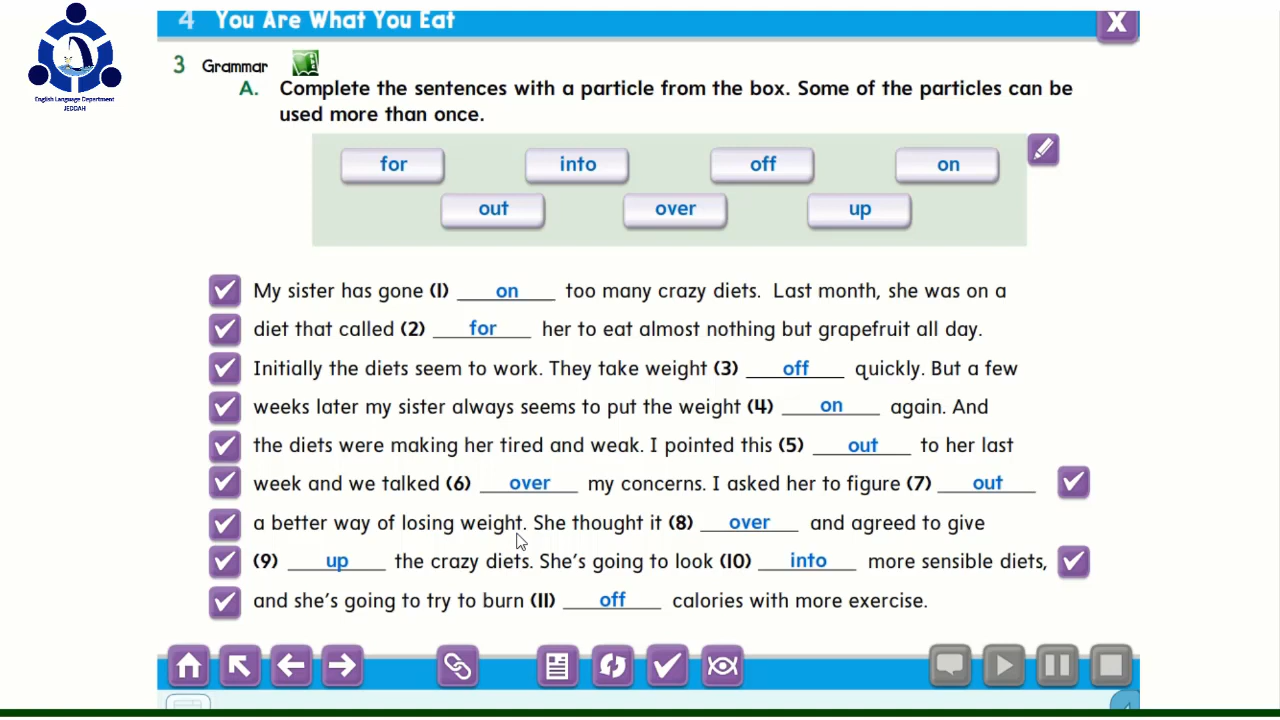 4 You Are What You Eat
X
English Language Department
JEDDAH
3 Grammar
A. Complete the sentences with a particle from the box. Some of the particles can be
used more than once.
for into off on
out over up
My sister has gone (1) on too many crazy diets. Last month, she was on a
diet that called (2) for her to eat almost nothing but grapefruit all day.
Initially the diets seem to work. They take weight (3) off quickly. But a few
weeks later my sister always seems to put the weight (4) on again. And
the diets were making her tired and weak. I pointed this (5) out to her last
week and we talked (6) over my concerns. I asked her to figure (7) out
a better way of losing weight. She thought it (8) over and agreed to give
(9) up the crazy diets. She's going to look (10) into more sensible diets,
and she's going to try to burn (11) off calories with more exercise.